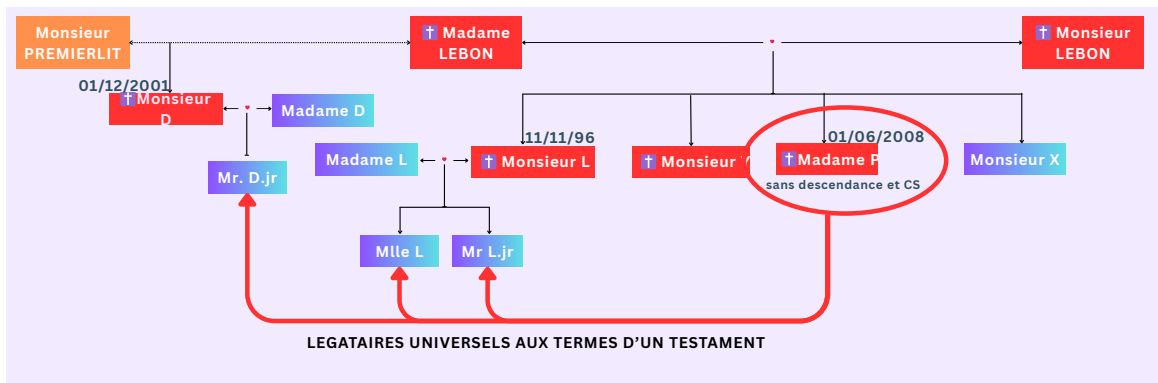 Monsieur
PREMIERLIT
✝ Madame
LEBON
✝ Monsieur
LEBON
01/12/2001
✝Monsieur
D
Madame D
11/11/96
01/06/2008
Madame L
✝ Monsieur L
✝ Monsieur
✝Madame P
Monsieur X
sans descendance et CS
Mr. D.jr
Mlle L
Mr L.jr
LEGATAIRES UNIVERSELS AUX TERMES D’UN TESTAMENT